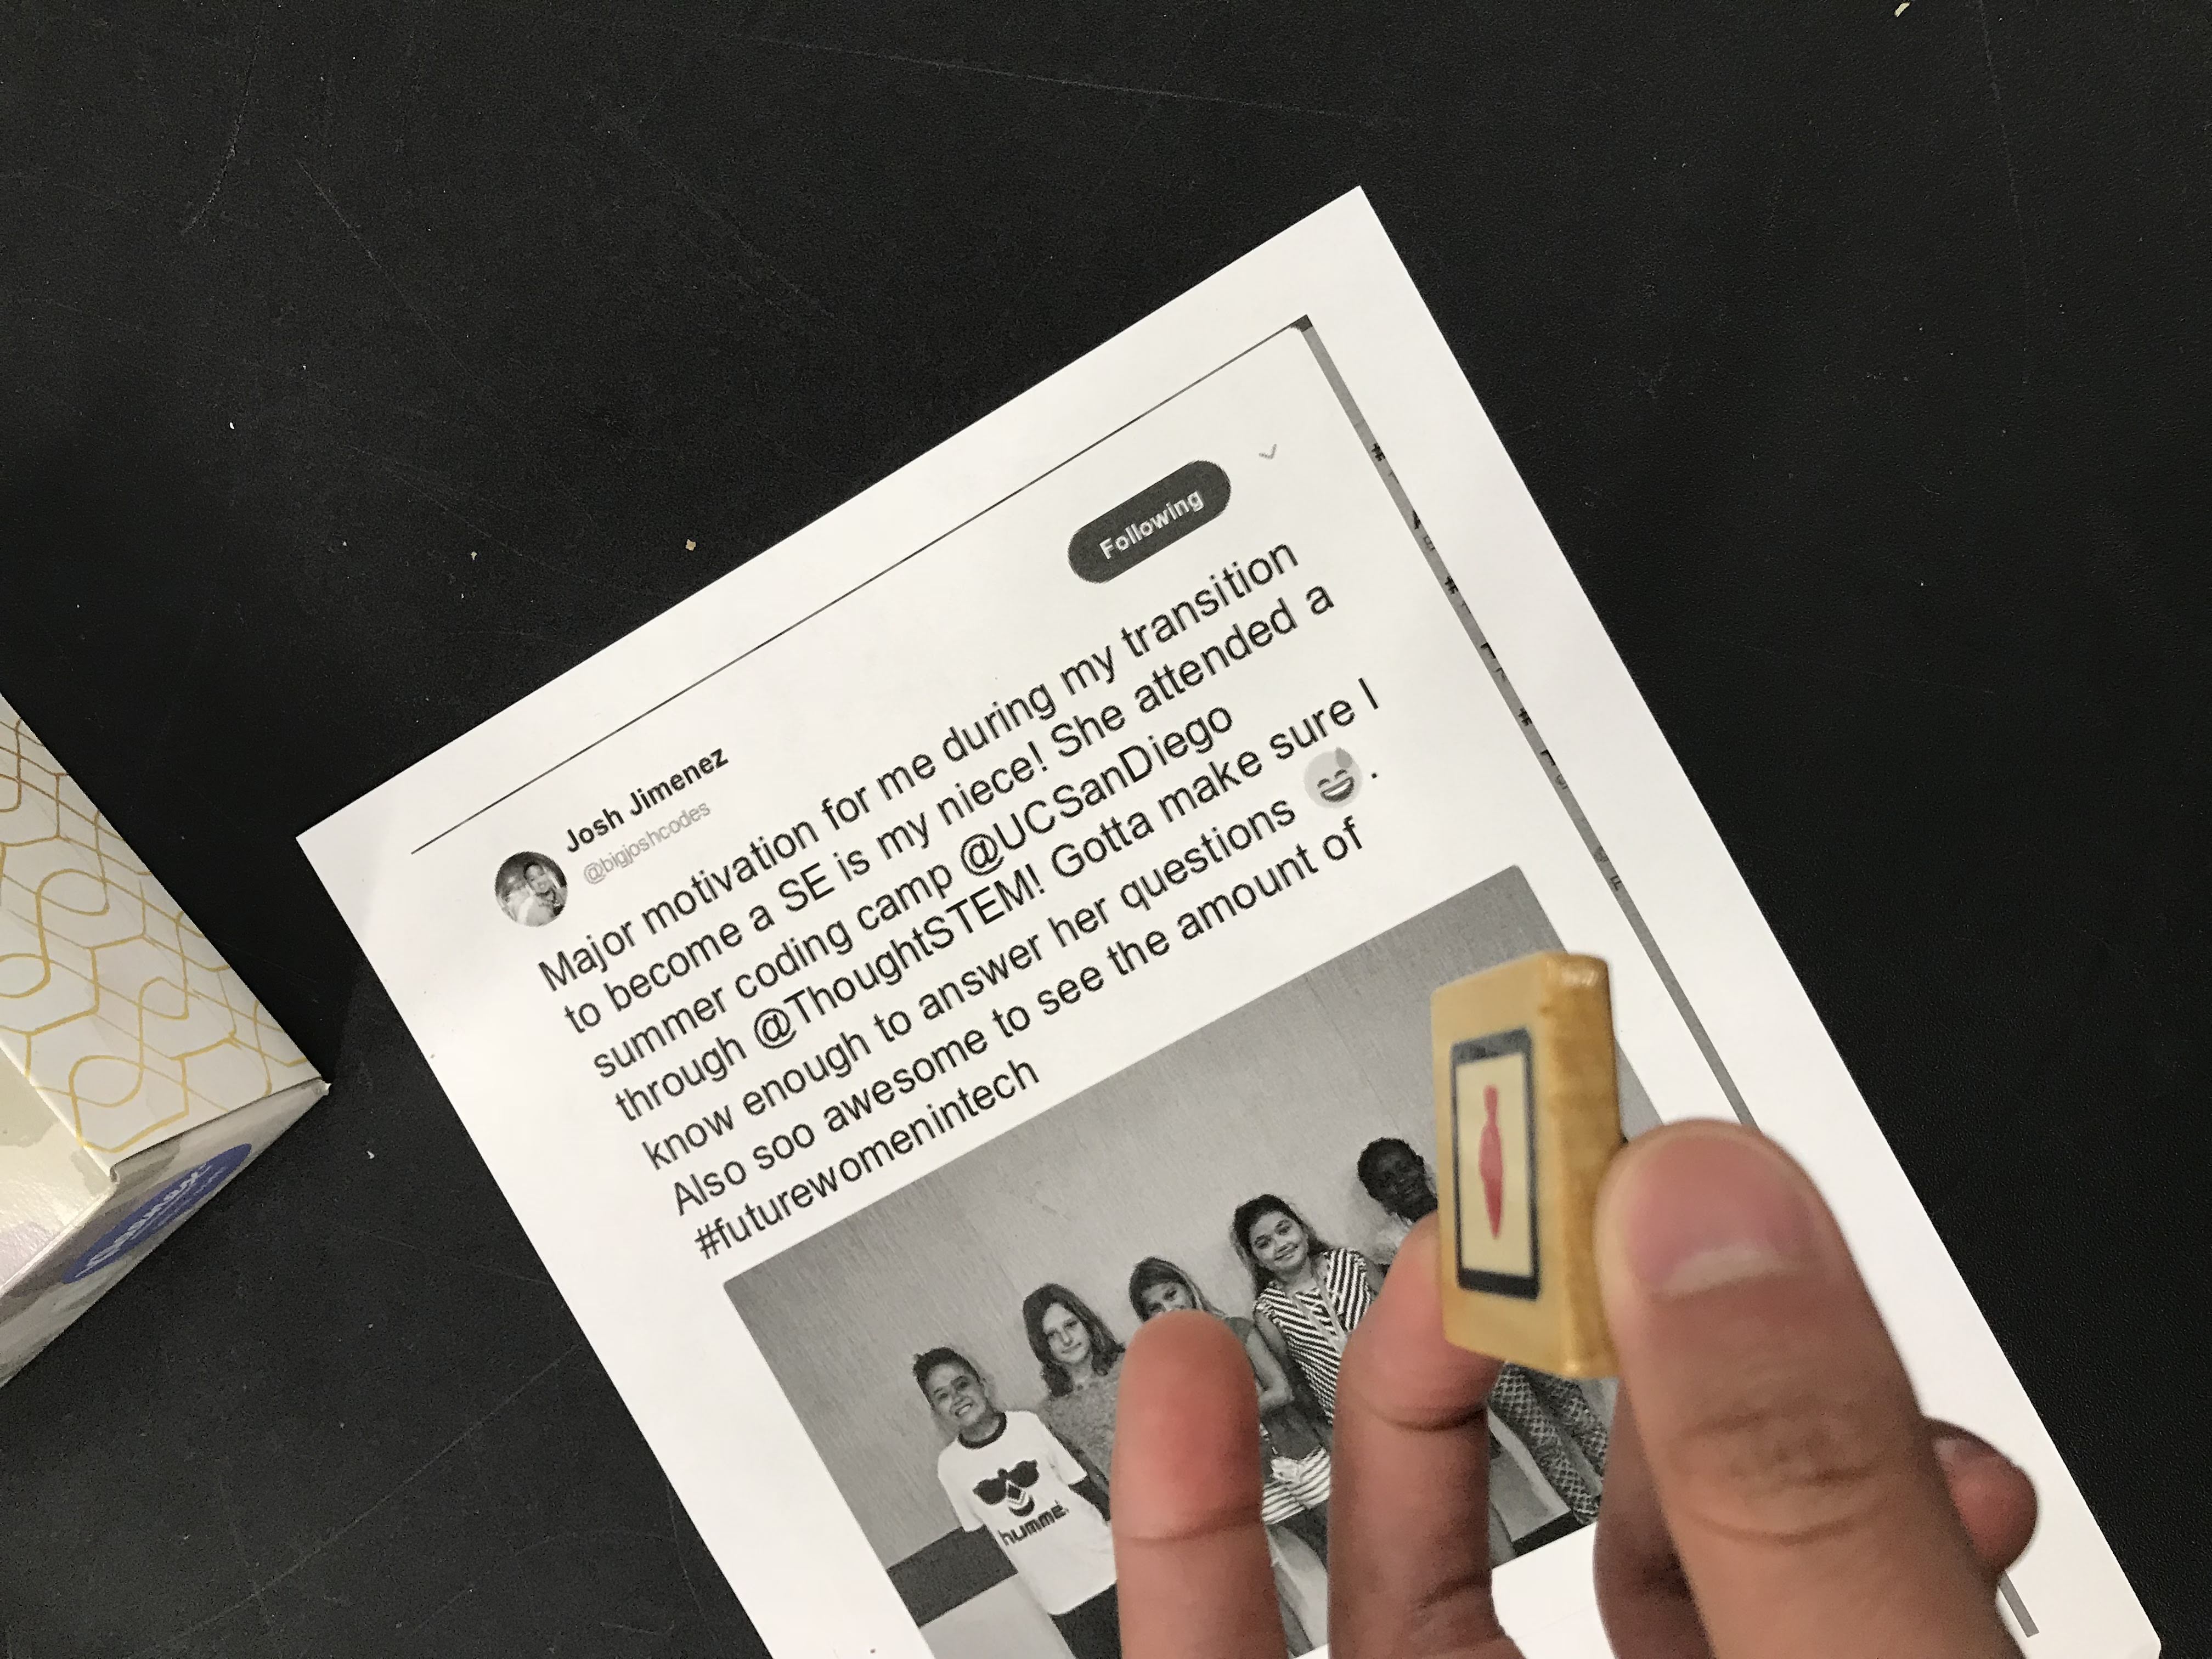 Josh Jimenez
@bigjoshcodes
Following
Major motivation for me during my transition
to become a SE is my niece! She attended a
summer coding camp @UCSanDiego
through @ThoughtSTEM! Gotta make sure I
know enough to answer her questions 😅.
Also soo awesome to see the amount of
#futurewomenintech
hummel